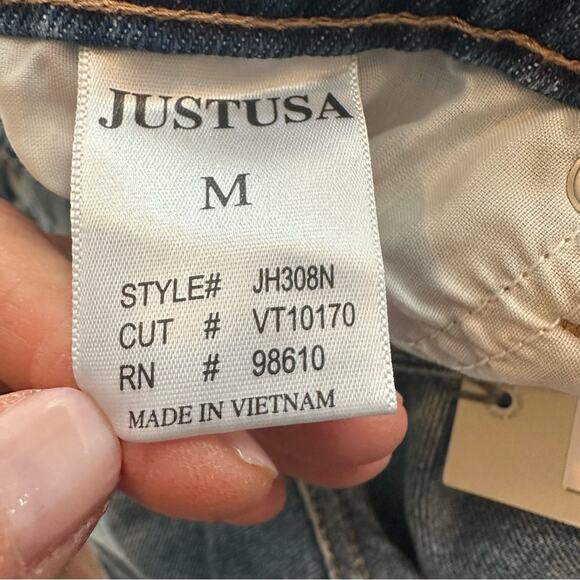 JUSTUSA
M
STYLE# JH308N
CUT # VT10170
RN # 98610
MADE IN VIETNAM